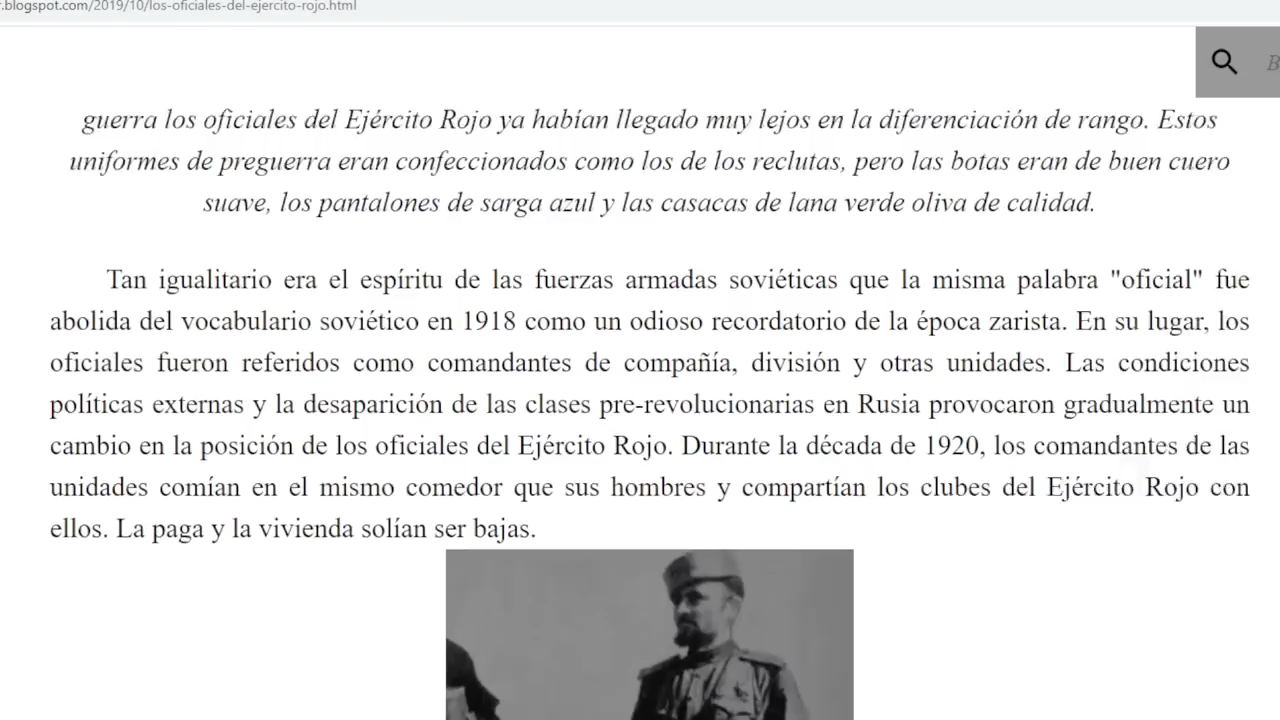 r.blogspot.com/2019/10/los-oficiales-del-ejercito-rojo.html
B
guerra los oficiales del Ejército Rojo ya habían llegado muy lejos en la diferenciación de rango. Estos
uniformes de preguerra eran confeccionados como los de los reclutas, pero las botas eran de buen cuero
suave, los pantalones de sarga azul y las casacas de lana verde oliva de calidad.
Tan igualitario era el espíritu de las fuerzas armadas soviéticas que la misma palabra "oficial" fue
abolida del vocabulario soviético en 1918 como un odioso recordatorio de la época zarista. En su lugar, los
oficiales fueron referidos como comandantes de compañía, división y otras unidades. Las condiciones
políticas externas y la desaparición de las clases pre-revolucionarias en Rusia provocaron gradualmente un
cambio en la posición de los oficiales del Ejército Rojo. Durante la década de 1920, los comandantes de las
unidades comían en el mismo comedor que sus hombres y compartían los clubes del Ejército Rojo con
ellos. La paga y la vivienda solían ser bajas.